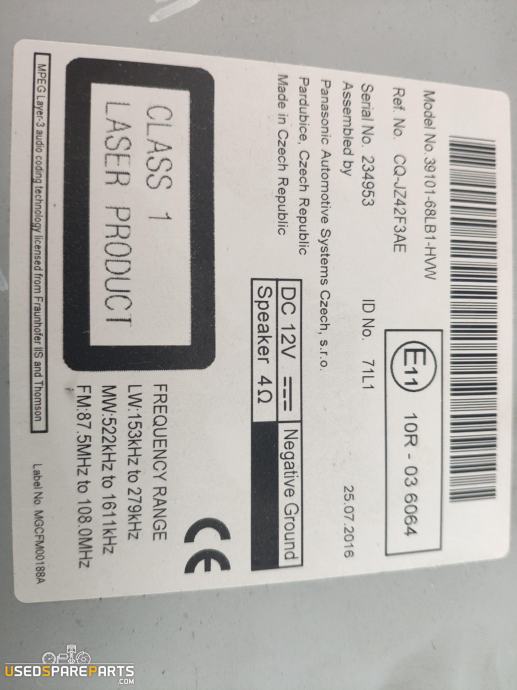 Model No. 39101-68LB1-HVW
Ref. No. CQ-JZ42F3AE
Serial No. 234953 ID No. 71L1
E11 10R - 03 6064
Assembled by
Panasonic Automotive Systems Czech, s.r.o.
Pardubice, Czech Republic
Made in Czech Republic
25.07.2016
DC 12V Negative Ground
Speaker 4Ω
CLASS 1
LASER PRODUCT
CE
FREQUENCY RANGE
LW:153kHz to 279kHz
MW:522kHz to 1611kHz
FM:87.5MHz to 108.0MHz
MPEG Layer-3 audio coding technology licensed from Fraunhofer IIS and Thomson
Label No. MGCFM00188A
USEDSPAREPARTS
.COM